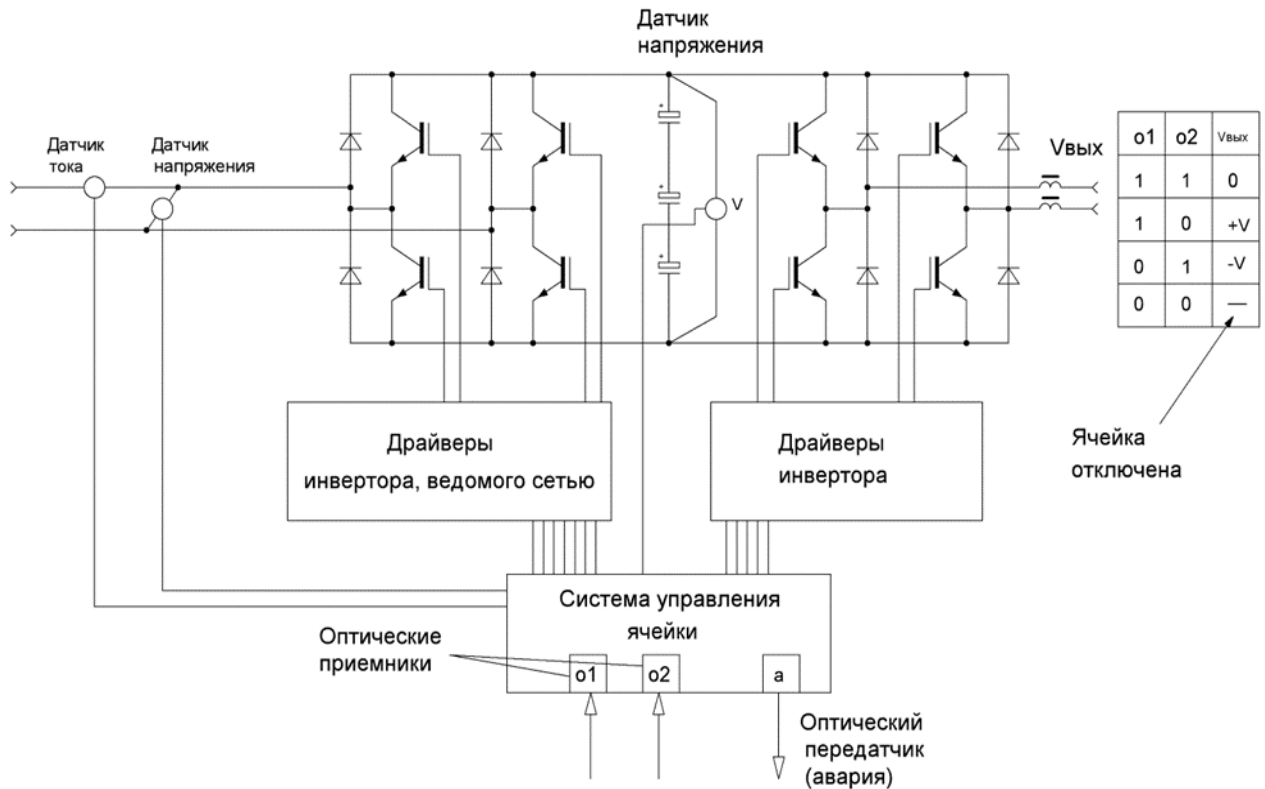 Датчик
напряжения
Датчик
тока
Датчик
напряжения
+
+
+
V
Vвых
o1 o2 Vвых
1 1 0
1 0 +V
0 1 -V
0 0 —
Ячейка
отключена
Драйверы
инвертора, ведомого сетью
Драйверы
инвертора
Система управления
ячейки
Оптические
приемники
o1 o2 a
Оптический
передатчик
(авария)